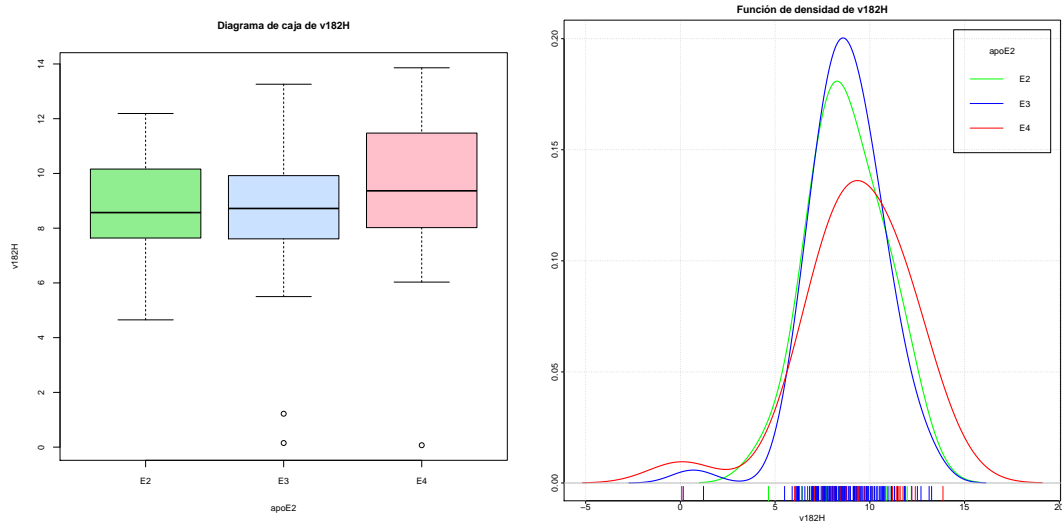 Diagrama de caja de v182H
14
12
10
8
6
4
2
0
v182H
E2 E3 E4
apoE2
Función de densidad de v182H
0.20
0.15
0.10
0.05
0.00
apoE2
E2
E3
E4
-5 0 5 10 15 20
v182H